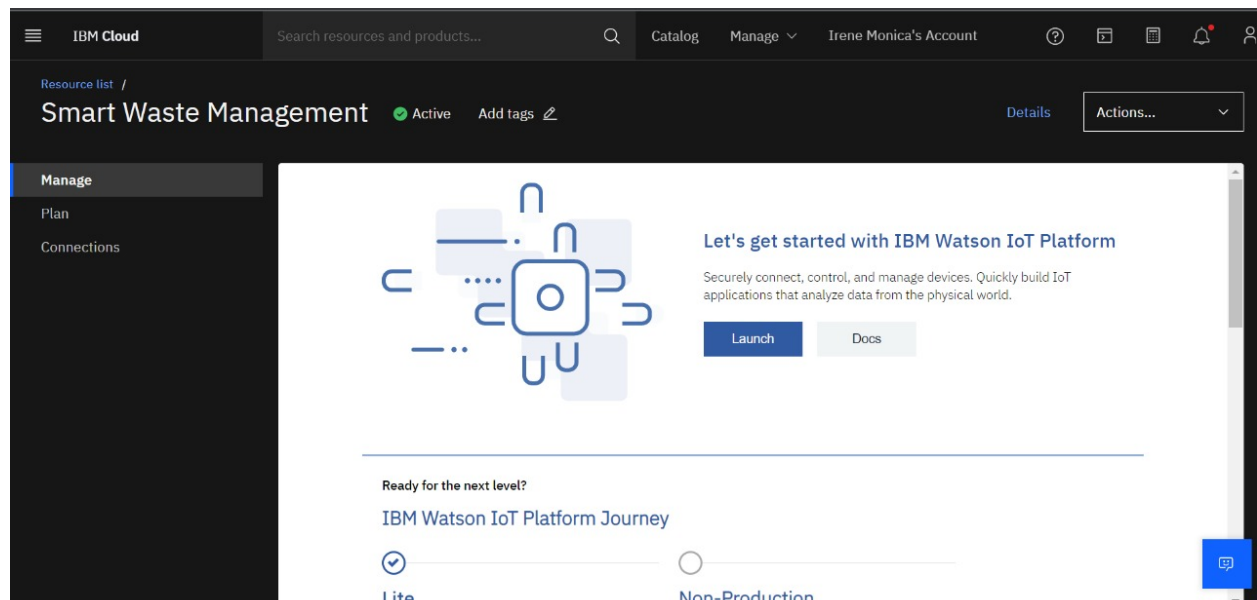 IBM Cloud
Search resources and products...
Catalog
Manage
Irene Monica's Account
Resource list /
Smart Waste Management
Active
Add tags
Details
Actions...
Manage
Plan
Connections
Let's get started with IBM Watson IoT Platform
Securely connect, control, and manage devices. Quickly build IoT
applications that analyze data from the physical world.
Launch
Docs
Ready for the next level?
IBM Watson IoT Platform Journey
Lite
Non-Production